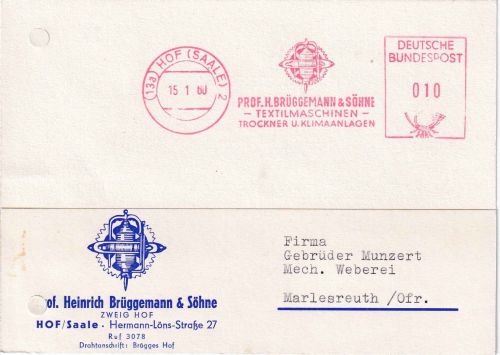 (13a) HOF (SAALE) 2
15 1 60
PROF. H. BRÜGGEMANN & SÖHNE
– TEXTILMASCHINEN –
TROCKNER U. KLIMAANLAGEN
DEUTSCHE
BUNDESPOST
010
Prof. Heinrich Brüggemann & Söhne
ZWEIG HOF
HOF/Saale · Hermann-Löns-Straße 27
Ruf 3078
Drahtanschrift: Brügges Hof
Firma
Gebrüder Munzert
Mech. Weberei
Marlesreuth /Ofr.